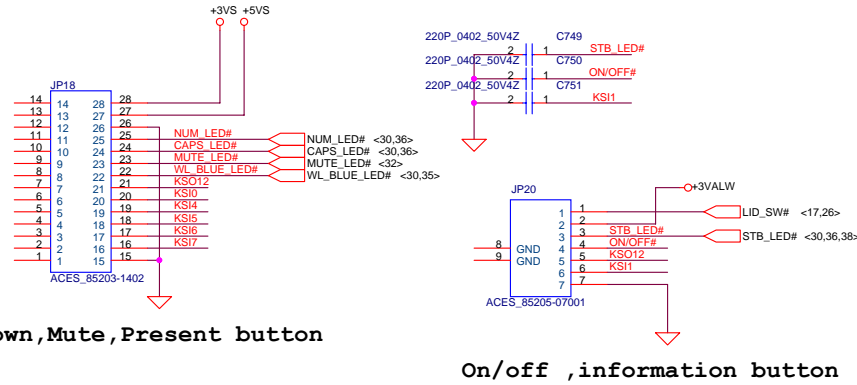 +3VS +5VS
JP18
14 14 28 28
13 13 27 27
12 12 26 26
11 11 25 25 NUM_LED# NUM_LED# <30,36>
10 10 24 24 CAPS_LED# CAPS_LED# <30,36>
9 9 23 23 MUTE_LED# MUTE_LED# <32>
8 8 22 22 WL_BLUE_LED# WL_BLUE_LED# <30,35>
7 7 21 21 KSO12
6 6 20 20 KSI0
5 5 19 19 KSI4
4 4 18 18 KSI5
3 3 17 17 KSI6
2 2 16 16 KSI7
1 1 15 15
ACES_85203-1402
own,Mute,Present button
220P_0402_50V4Z C749
2 1 STB_LED#
220P_0402_50V4Z C750
2 1 ON/OFF#
220P_0402_50V4Z C751
2 1 KSI1
JP20
+3VALW
1 1 LID_SW# <17,26>
2 2
3 3 STB_LED# STB_LED# <30,36,38>
8 GND 4 4 ON/OFF#
9 GND 5 5 KSO12
6 6 KSI1
7 7
ACES_85205-07001
On/off ,information button